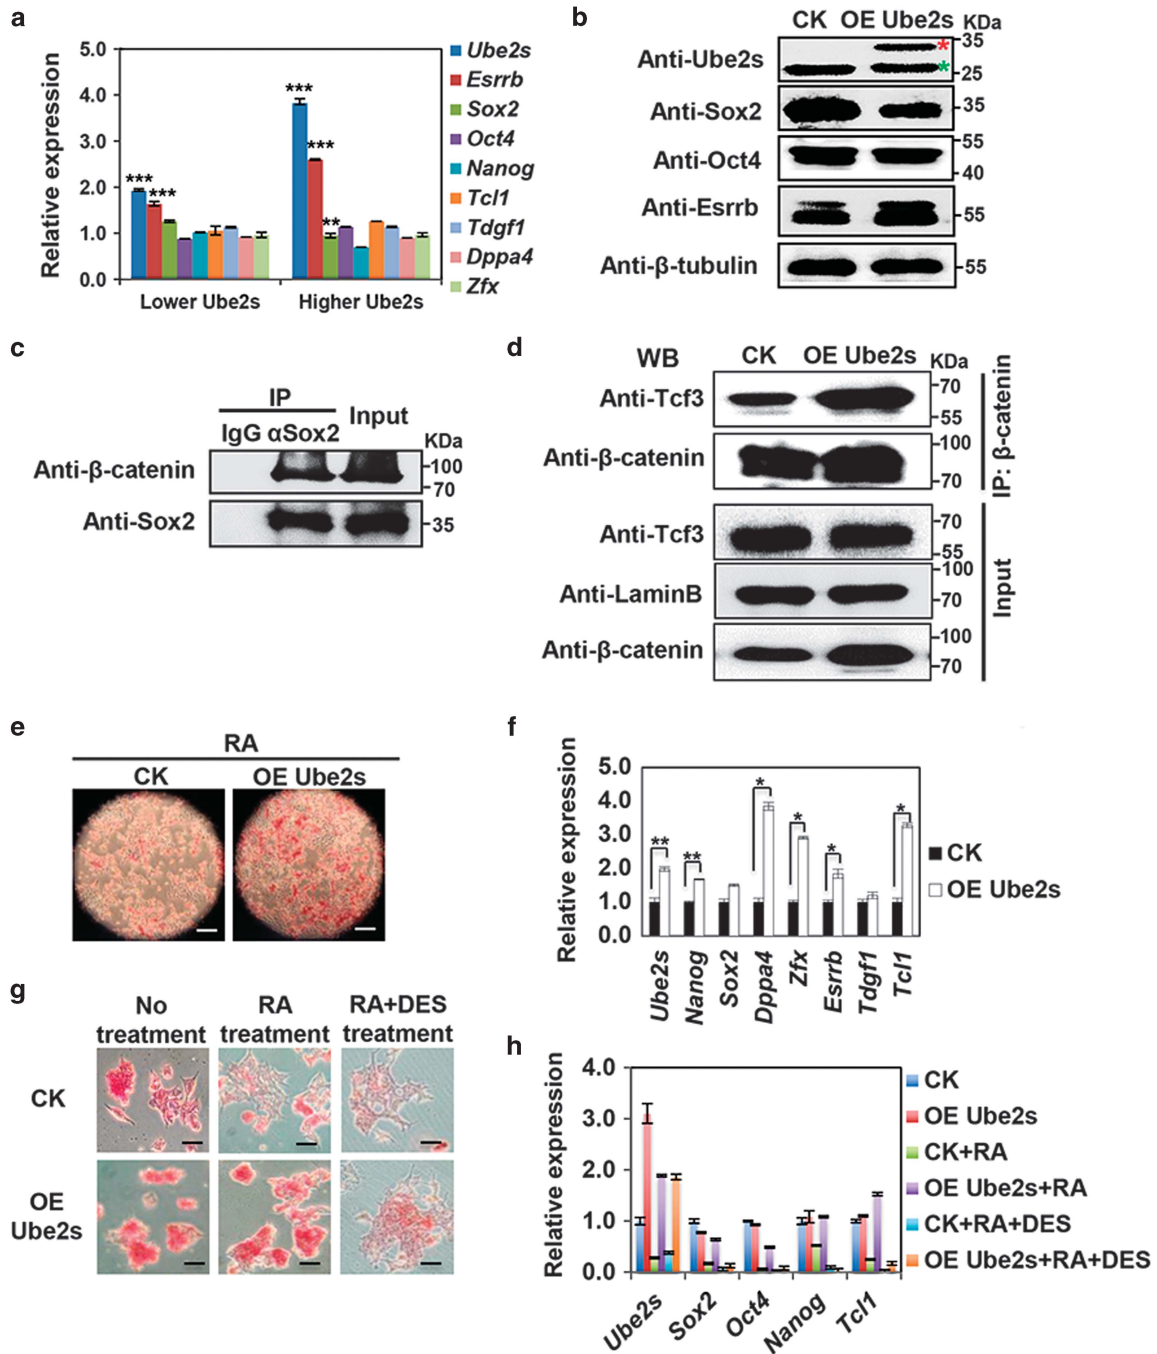 a
Relative expression
5.0
4.0
3.0
2.0
1.0
0.0
***
***
***
***
**
Lower Ube2s
Higher Ube2s
Ube2s
Esrrb
Sox2
Oct4
Nanog
Tcl1
Tdgf1
Dppa4
Zfx
b
CK OE Ube2s KDa
Anti-Ube2s
35
*
*
25
Anti-Sox2
35
Anti-Oct4
55
40
Anti-Esrrb
55
Anti-β-tubulin
55
c
IP
Input
IgG αSox2
KDa
Anti-β-catenin
100
70
Anti-Sox2
35
d
WB CK OE Ube2s KDa
Anti-Tcf3
70
55
Anti-β-catenin
100
70
IP: β-catenin
Anti-Tcf3
70
55
Anti-LaminB
100
70
Anti-β-catenin
100
70
Input
e
RA
CK OE Ube2s
f
Relative expression
5.0
4.0
3.0
2.0
1.0
0.0
**
**
*
*
*
*
Ube2s
Nanog
Sox2
Dppa4
Zfx
Esrrb
Tdgf1
Tcl1
CK
OE Ube2s
g
No treatment
RA treatment
RA+DES treatment
CK
OE Ube2s
h
Relative expression
4.0
3.0
2.0
1.0
0.0
Ube2s
Sox2
Oct4
Nanog
Tcl1
CK
OE Ube2s
CK+RA
OE Ube2s+RA
CK+RA+DES
OE Ube2s+RA+DES